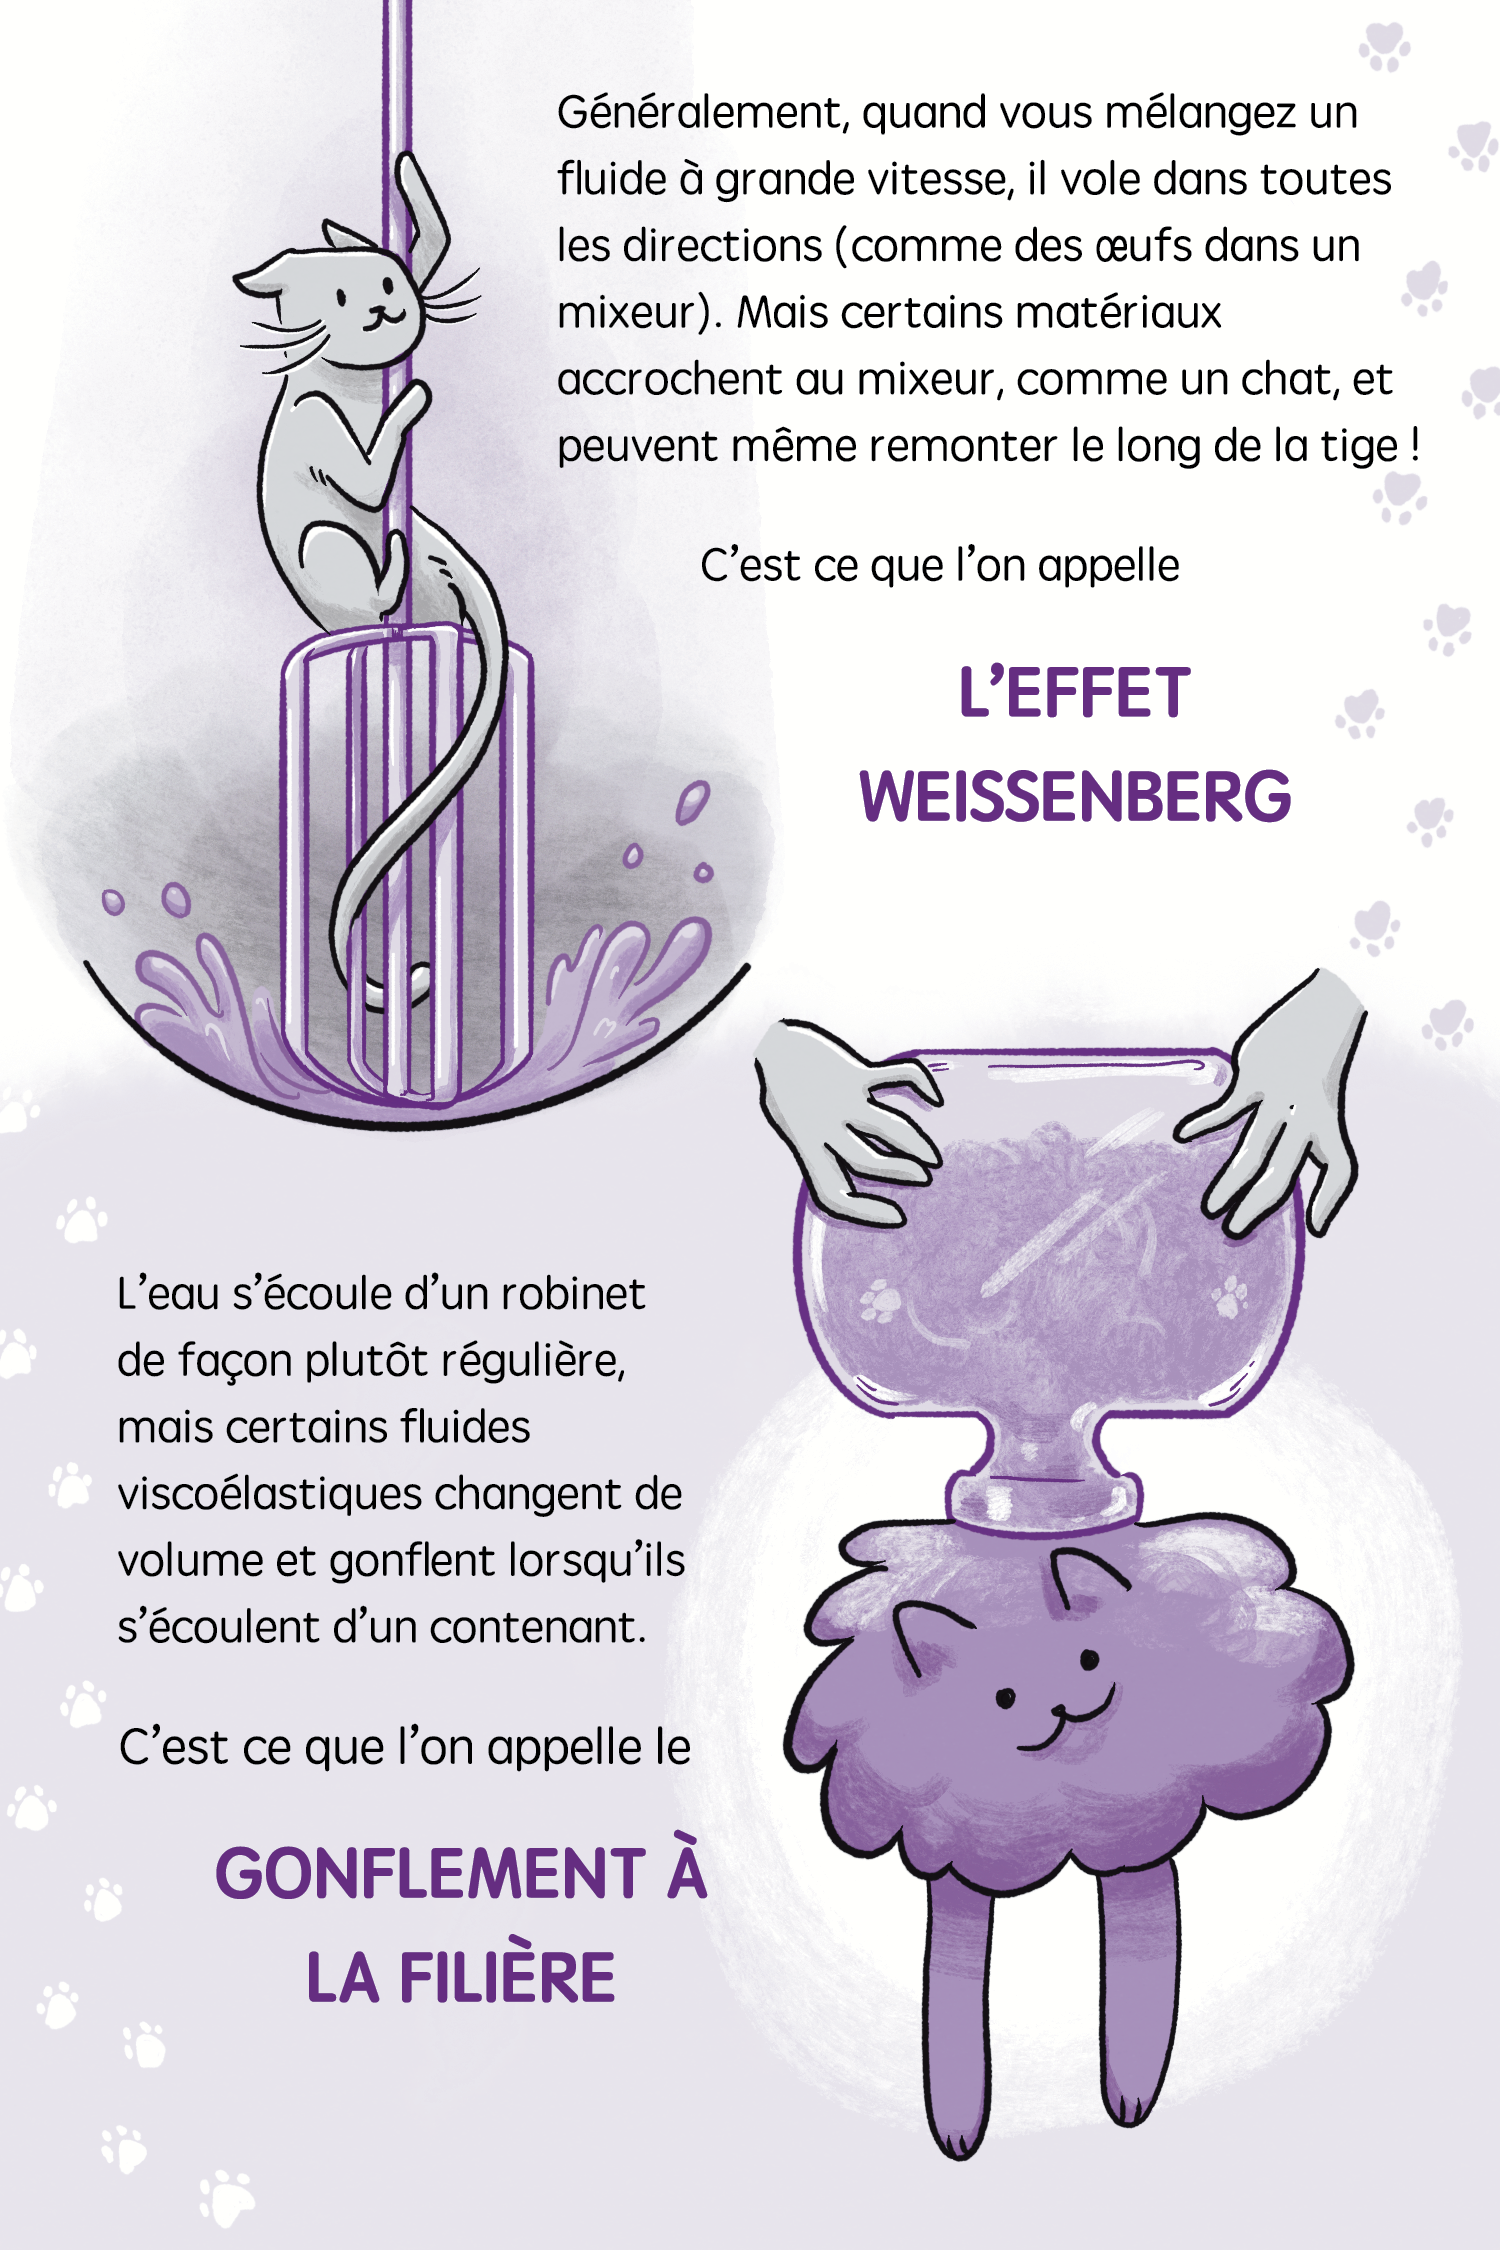 Généralement, quand vous mélangez un
fluide à grande vitesse, il vole dans toutes
les directions (comme des œufs dans un
mixeur). Mais certains matériaux
accrochent au mixeur, comme un chat, et
peuvent même remonter le long de la tige !
C’est ce que l’on appelle
L’EFFET
WEISSENBERG
L’eau s’écoule d’un robinet
de façon plutôt régulière,
mais certains fluides
viscoélastiques changent de
volume et gonflent lorsqu’ils
s’écoulent d’un contenant.
C’est ce que l’on appelle le
GONFLEMENT À
LA FILIÈRE